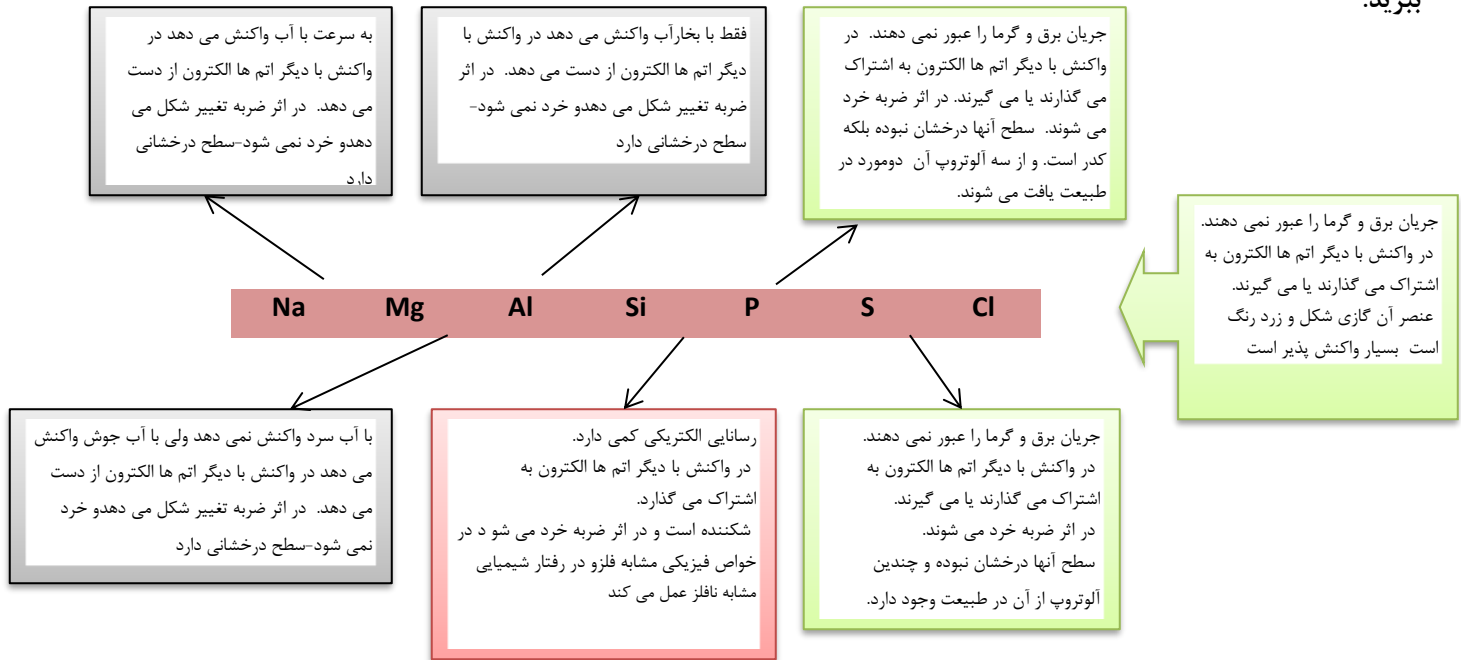 ببرید.
جریان برق و گرما را عبور نمی دهند. در
واکنش با دیگر اتم ها الکترون به اشتراک
می گذارند یا می گیرند. در اثر ضربه خرد
می شوند. سطح آنها درخشان نبوده بلکه
کدر است. و از سه آلوتروپ آن دومورد در
طبیعت یافت می شوند.
فقط با بخارآب واکنش می دهد در واکنش با
دیگر اتم ها الکترون از دست می دهد. در اثر
ضربه تغییر شکل می دهدو خرد نمی شود-
سطح درخشانی دارد
به سرعت با آب واکنش می دهد در
واکنش با دیگر اتم ها الکترون از دست
می دهد. در اثر ضربه تغییر شکل می
دهدو خرد نمی شود-سطح درخشانی
دارد
جریان برق و گرما را عبور نمی دهند.
در واکنش با دیگر اتم ها الکترون به
اشتراک می گذارند یا می گیرند.
عنصر آن گازی شکل و زرد رنگ
است بسیار واکنش پذیر است
Na Mg Al Si P S Cl
جریان برق و گرما را عبور نمی دهند.
در واکنش با دیگر اتم ها الکترون به
اشتراک می گذارند یا می گیرند.
در اثر ضربه خرد می شوند.
سطح آنها درخشان نبوده و چندین
آلوتروپ از آن در طبیعت وجود دارد.
رسانایی الکتریکی کمی دارد.
در واکنش با دیگر اتم ها الکترون به
اشتراک می گذارد.
شکننده است و در اثر ضربه خرد می شو د در
خواص فیزیکی مشابه فلزو در رفتار شیمیایی
مشابه نافلز عمل می کند
با آب سرد واکنش نمی دهد ولی با آب جوش واکنش
می دهد در واکنش با دیگر اتم ها الکترون از دست
می دهد. در اثر ضربه تغییر شکل می دهدو خرد
نمی شود-سطح درخشانی دارد